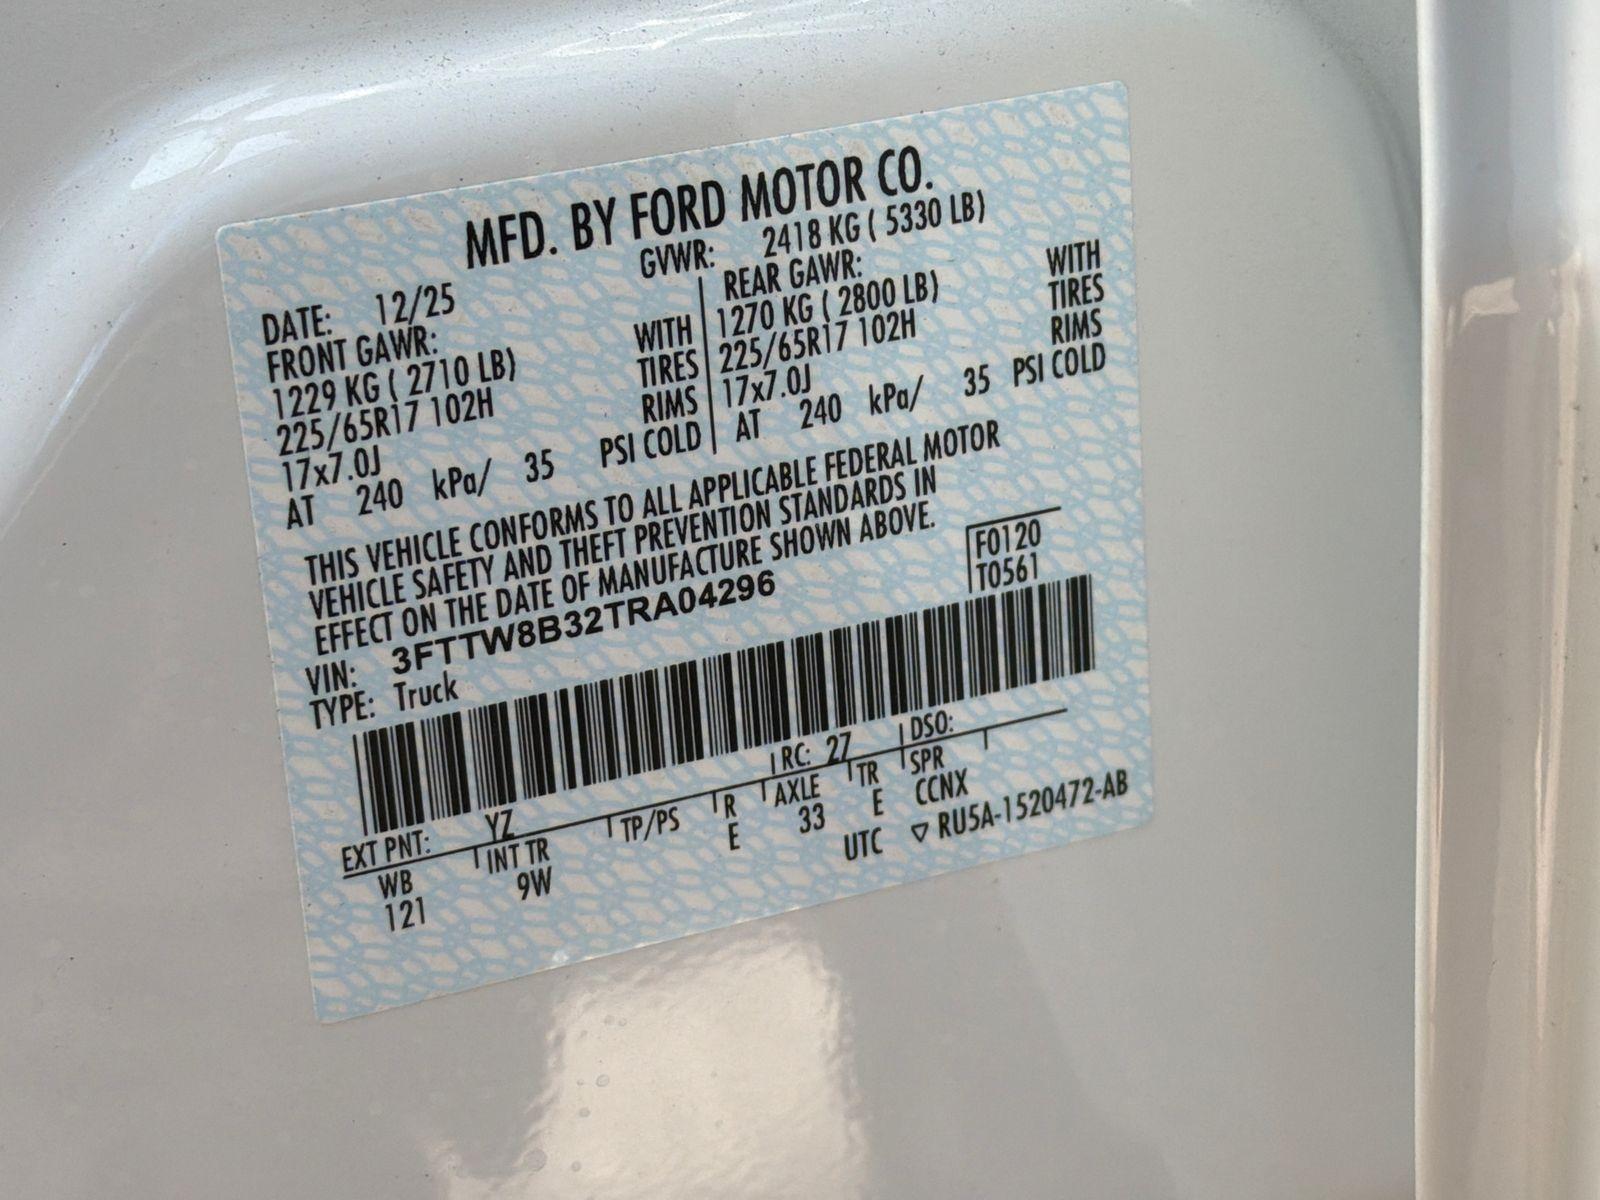 MFD. BY FORD MOTOR CO.
DATE: 12/25 GVWR: 2418 KG ( 5330 LB)
FRONT GAWR: REAR GAWR:
1229 KG ( 2710 LB) WITH 1270 KG ( 2800 LB) WITH
225/65R17 102H TIRES 225/65R17 102H TIRES
17x7.0J RIMS 17x7.0J RIMS
AT 240 kPa/ 35 PSI COLD AT 240 kPa/ 35 PSI COLD
THIS VEHICLE CONFORMS TO ALL APPLICABLE FEDERAL MOTOR
VEHICLE SAFETY AND THEFT PREVENTION STANDARDS IN
EFFECT ON THE DATE OF MANUFACTURE SHOWN ABOVE.
VIN: 3FTTW8B32TRA04296 F0120
TYPE: Truck T0561
EXT PNT: YZ RC: 27 DSO:
WB INT TR TP/PS R AXLE TR SPR
121 9W E 33 E CCNX
UTC ▽ RU5A-1520472-AB